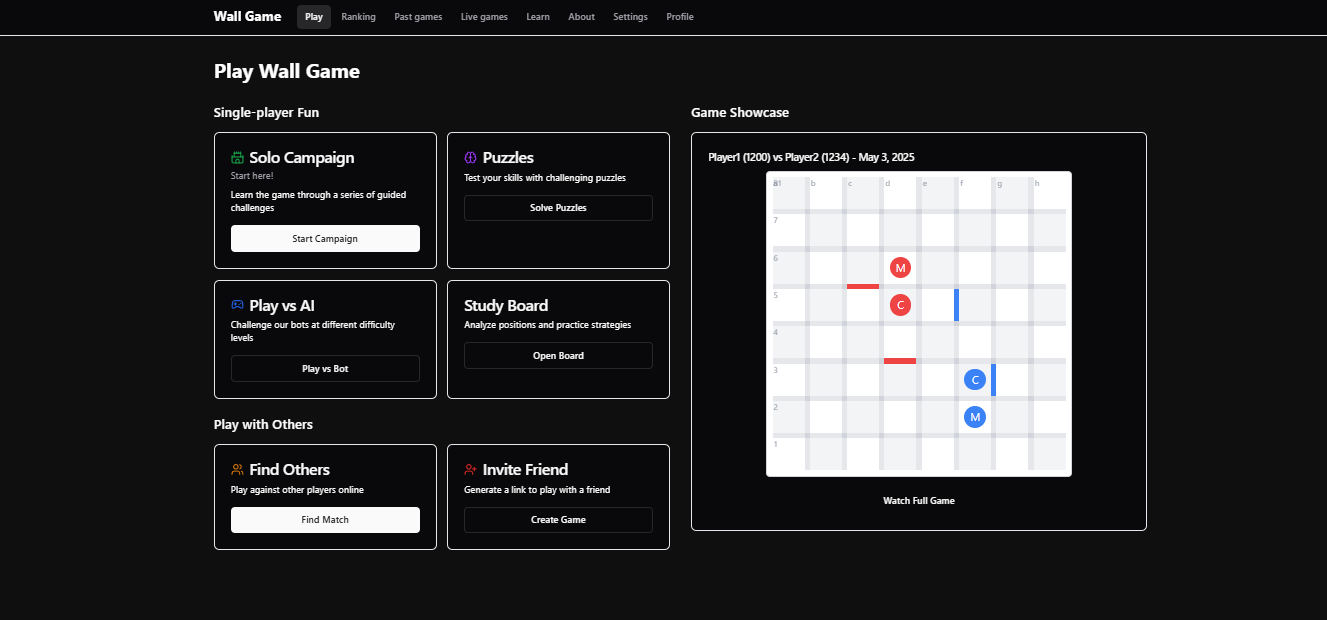 Wall Game Play Ranking Past games Live games Learn About Settings Profile
Play Wall Game
Single-player Fun
Solo Campaign
Start here!
Learn the game through a series of guided
challenges
Start Campaign
Puzzles
Test your skills with challenging puzzles
Solve Puzzles
Play vs AI
Challenge our bots at different difficulty
levels
Play vs Bot
Study Board
Analyze positions and practice strategies
Open Board
Play with Others
Find Others
Play against other players online
Find Match
Invite Friend
Generate a link to play with a friend
Create Game
Game Showcase
Player1 (1200) vs Player2 (1234) - May 3, 2025
b c d e f g h
7
6 M
5 C
4
3 C
2 M
1
Watch Full Game